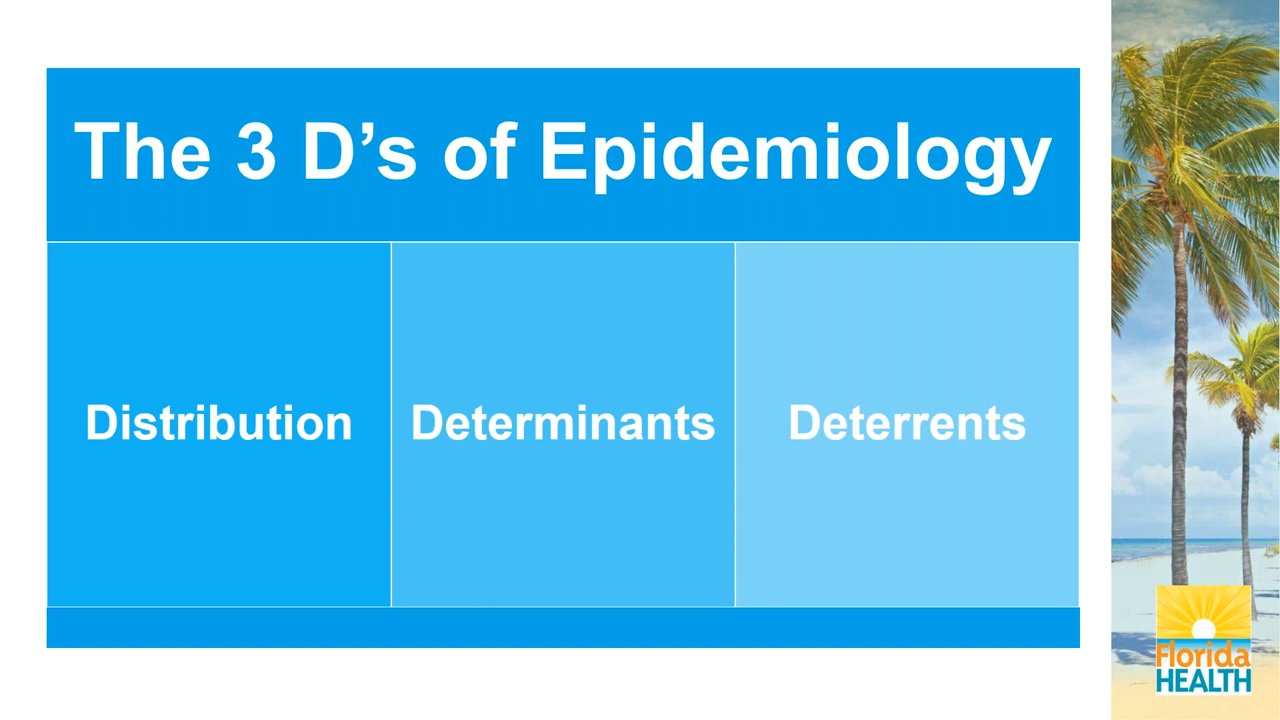 The 3 D’s of Epidemiology
Distribution
Determinants
Deterrents
Florida
HEALTH